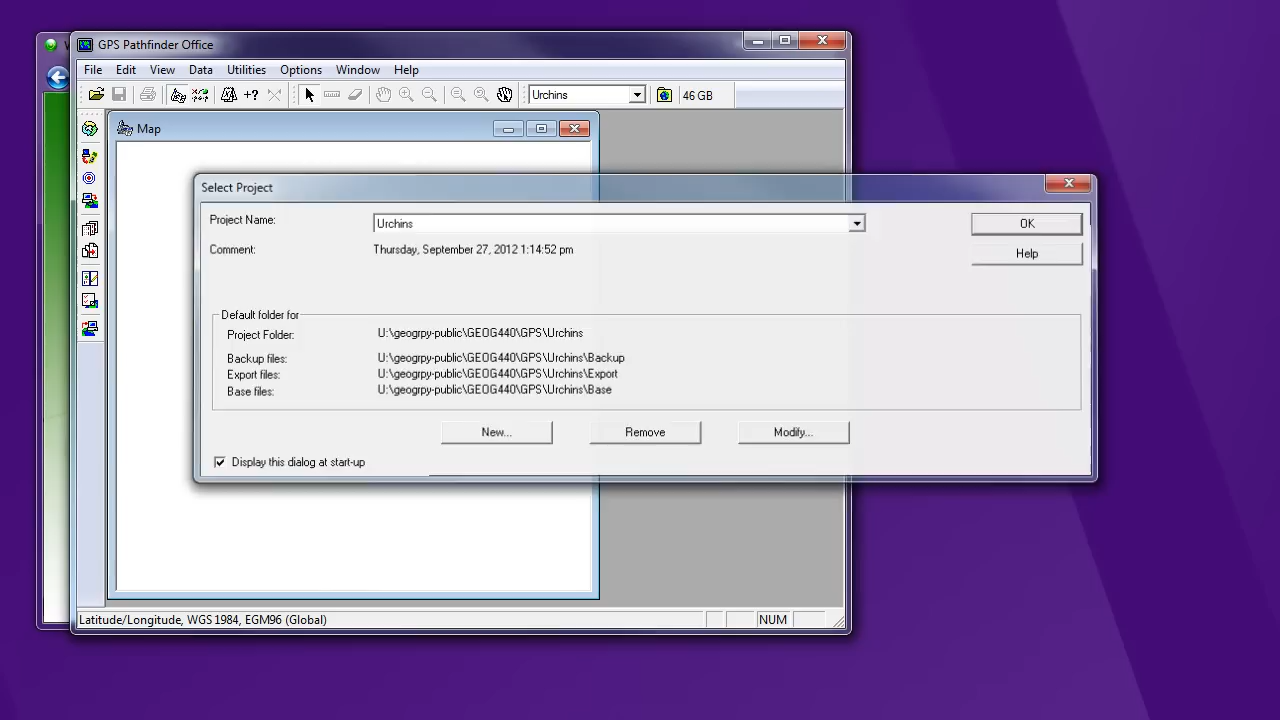 GPS Pathfinder Office
File Edit View Data Utilities Options Window Help
Urchins 46 GB
Map
Select Project
Project Name: Urchins OK
Comment: Thursday, September 27, 2012 1:14:52 pm Help
Default folder for
Project Folder: U:\geogrpy-public\GEOG440\GPS\Urchins
Backup files: U:\geogrpy-public\GEOG440\GPS\Urchins\Backup
Export files: U:\geogrpy-public\GEOG440\GPS\Urchins\Export
Base files: U:\geogrpy-public\GEOG440\GPS\Urchins\Base
New... Remove Modify...
Display this dialog at start-up
Latitude/Longitude, WGS 1984, EGM96 (Global) NUM